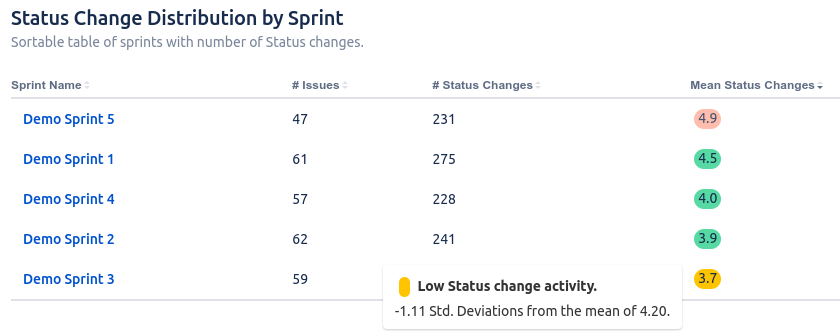 Status Change Distribution by Sprint
Sortable table of sprints with number of Status changes.
Sprint Name # Issues # Status Changes Mean Status Changes
Demo Sprint 5 47 231 4.9
Demo Sprint 1 61 275 4.5
Demo Sprint 4 57 228 4.0
Demo Sprint 2 62 241 3.9
Demo Sprint 3 59 3.7
Low Status change activity.
-1.11 Std. Deviations from the mean of 4.20.